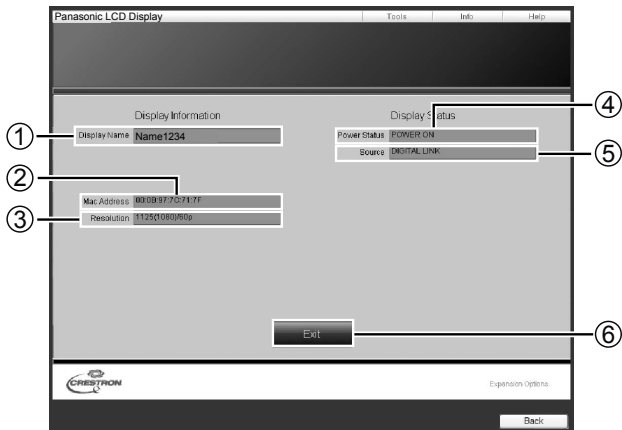 Panasonic LCD Display
Tools Info Help
Display Information
Display Status
① Display Name Name1234
Power Status POWER ON ④
Source DIGITAL LINK ⑤
② Mac Address 00:0B:97:7C:71:7F
③ Resolution 1125(1080)/60p
Exit ⑥
CRESTRON
Expansion Options
Back